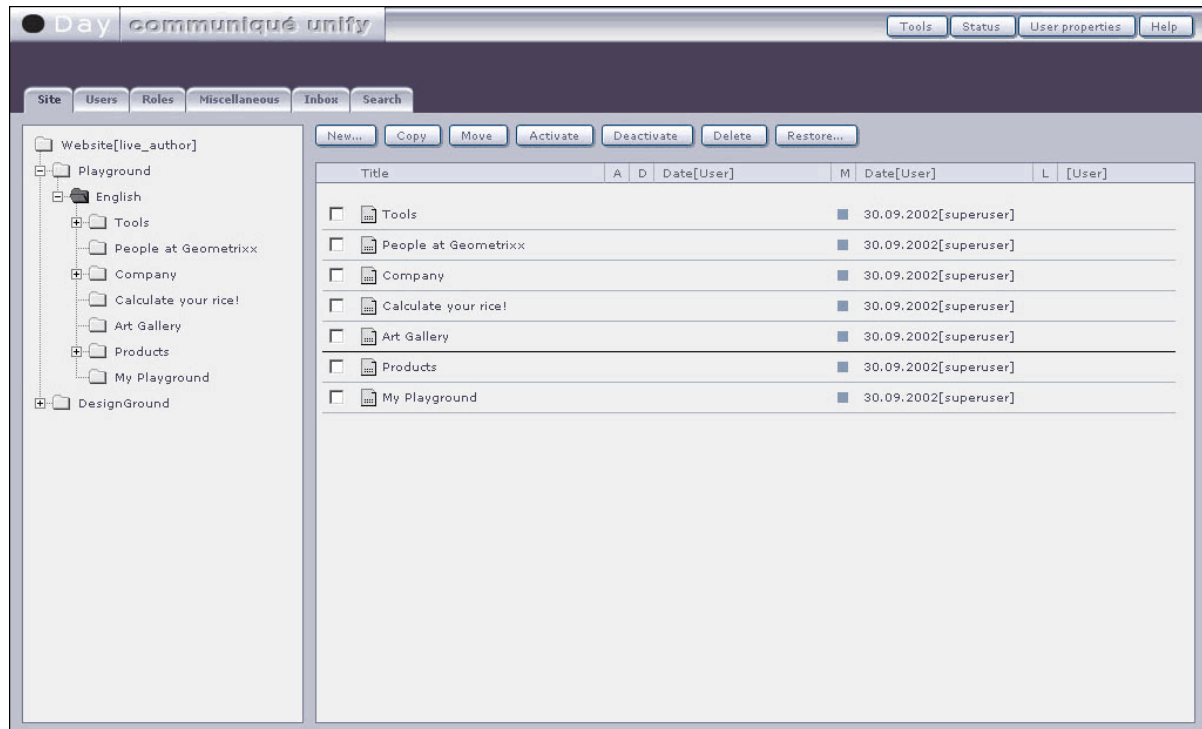 Day communiqué unify Tools Status User properties Help
Site Users Roles Miscellaneous Inbox Search
Website[live_author]
Playground
English
Tools
People at Geometrixx
Company
Calculate your rice!
Art Gallery
Products
My Playground
DesignGround
New... Copy Move Activate Deactivate Delete Restore...
Title A D Date[User] M Date[User] L [User]
Tools 30.09.2002[superuser]
People at Geometrixx 30.09.2002[superuser]
Company 30.09.2002[superuser]
Calculate your rice! 30.09.2002[superuser]
Art Gallery 30.09.2002[superuser]
Products 30.09.2002[superuser]
My Playground 30.09.2002[superuser]